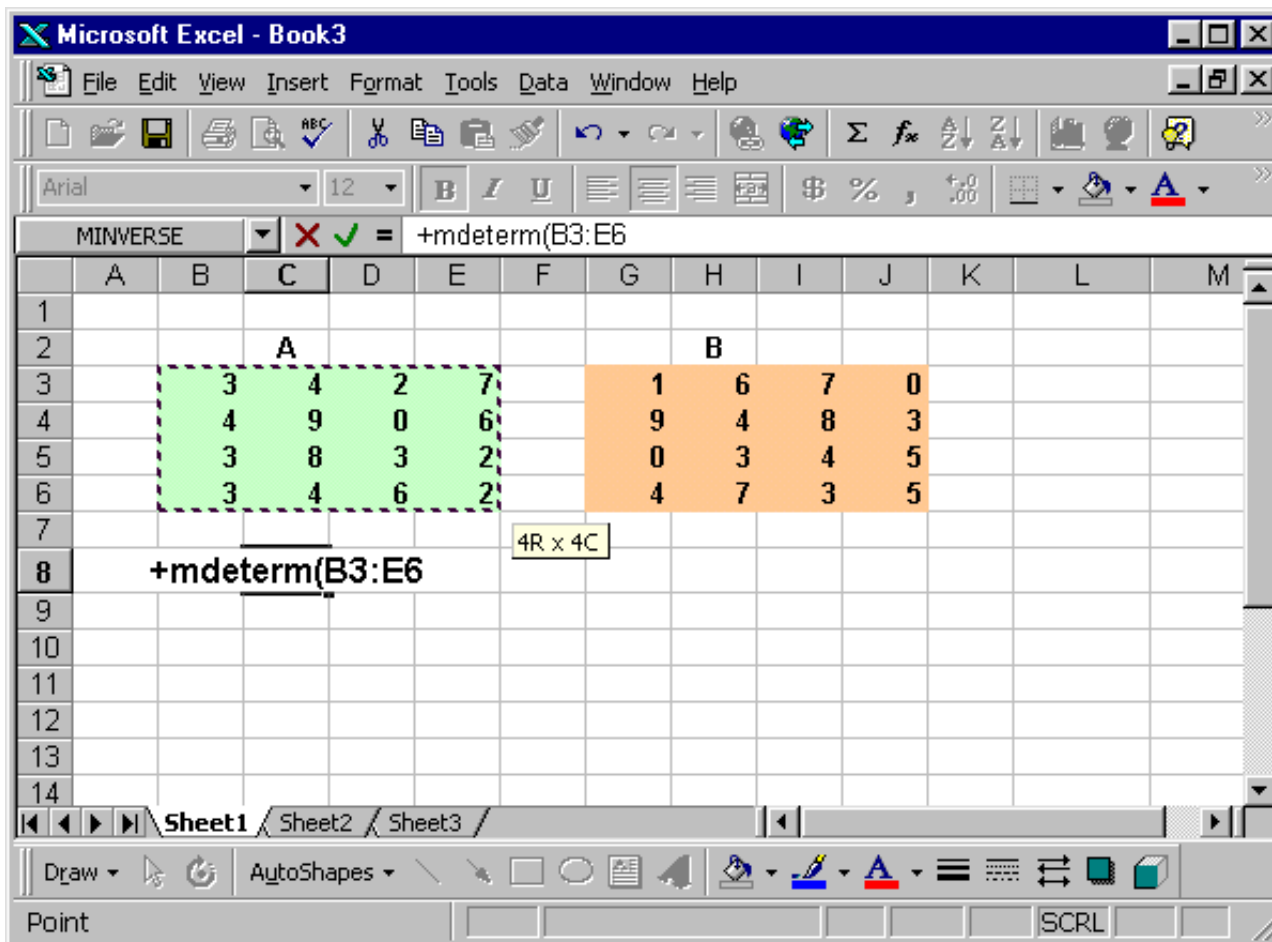 Microsoft Excel - Book3
File Edit View Insert Format Tools Data Window Help
ABC Σ fx A Z Z A ?
Arial 12 B I U $ % , +.0 .00 A
MINVERSE = +mdeterm(B3:E6
A B C D E F G H I J K L M
1
2 A B
3 3 4 2 7 1 6 7 0
4 4 9 0 6 9 4 8 3
5 3 8 3 2 0 3 4 5
6 3 4 6 2 4 7 3 5
7 4R x 4C
8 +mdeterm(B3:E6
9
10
11
12
13
14
Sheet1 Sheet2 Sheet3
Draw AutoShapes A
Point SCRL